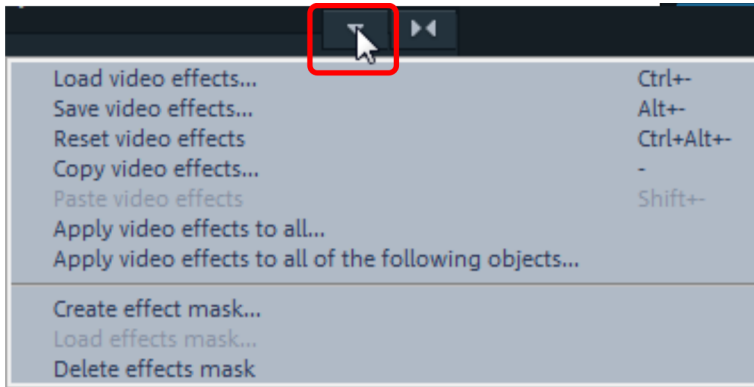 Load video effects... Ctrl+-
Save video effects... Alt+-
Reset video effects Ctrl+Alt+-
Copy video effects... -
Paste video effects Shift+-
Apply video effects to all...
Apply video effects to all of the following objects...
Create effect mask...
Load effects mask...
Delete effects mask